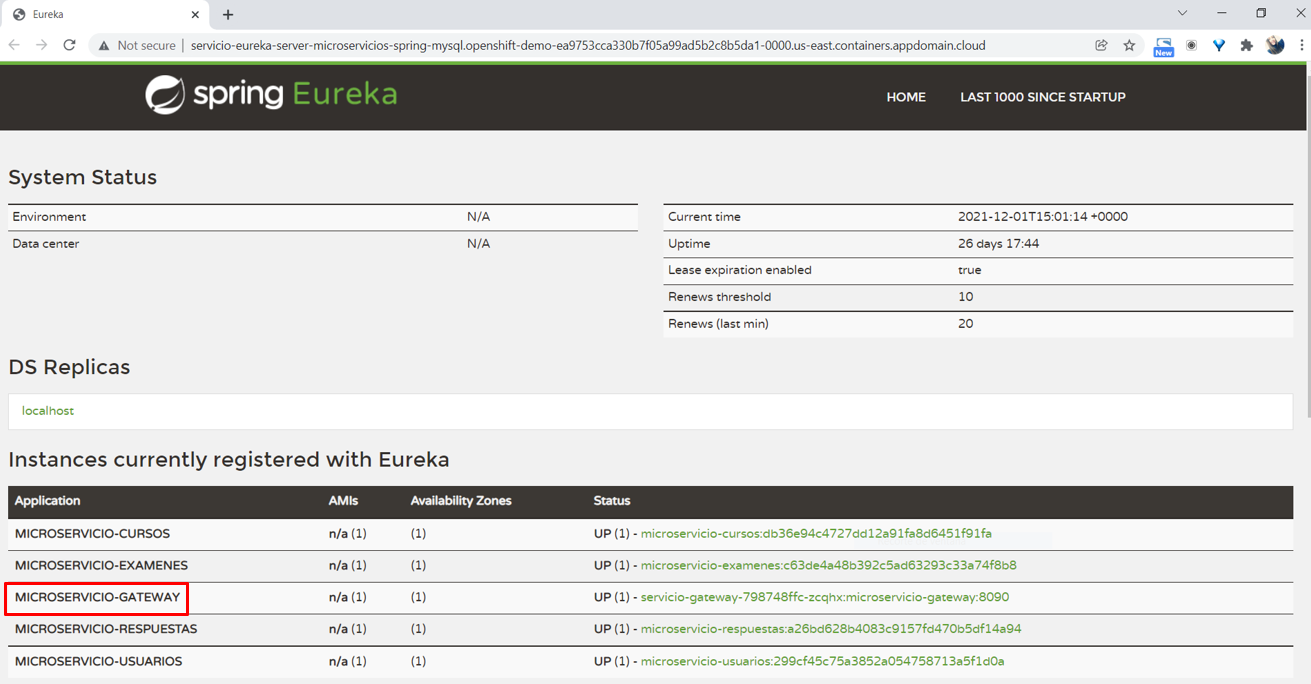 Eureka
Not secure | servicio-eureka-server-microservicios-spring-mysql.openshift-demo-ea9753cca330b7f05a99ad5b2c8b5da1-0000.us-east.containers.appdomain.cloud
New
spring Eureka
HOME LAST 1000 SINCE STARTUP
System Status
Environment N/A
Data center N/A
Current time 2021-12-01T15:01:14 +0000
Uptime 26 days 17:44
Lease expiration enabled true
Renews threshold 10
Renews (last min) 20
DS Replicas
localhost
Instances currently registered with Eureka
Application AMIs Availability Zones Status
MICROSERVICIO-CURSOS n/a (1) (1) UP (1) - microservicio-cursos:db36e94c4727dd12a91fa8d6451f91fa
MICROSERVICIO-EXAMENES n/a (1) (1) UP (1) - microservicio-examenes:c63de4a48b392c5ad63293c33a74f8b8
MICROSERVICIO-GATEWAY n/a (1) (1) UP (1) - servicio-gateway-798748ffc-zcqhx:microservicio-gateway:8090
MICROSERVICIO-RESPUESTAS n/a (1) (1) UP (1) - microservicio-respuestas:a26bd628b4083c9157fd470b5df14a94
MICROSERVICIO-USUARIOS n/a (1) (1) UP (1) - microservicio-usuarios:299cf45c75a3852a054758713a5f1d0a